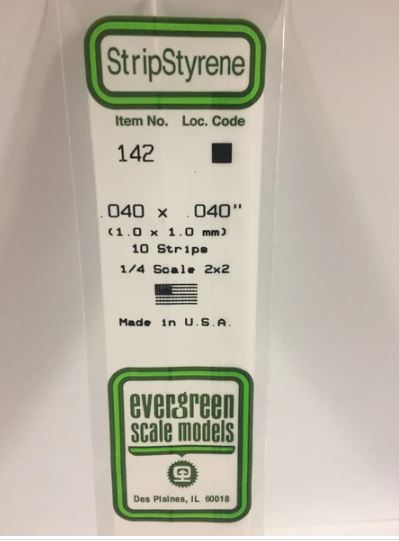 StripStyrene
Item No. Loc. Code
142
.040 x .040"
(1.0 x 1.0 mm)
10 Strips
1/4 Scale 2x2
Made in U.S.A.
evergreen
scale models
Des Plaines, IL 60018